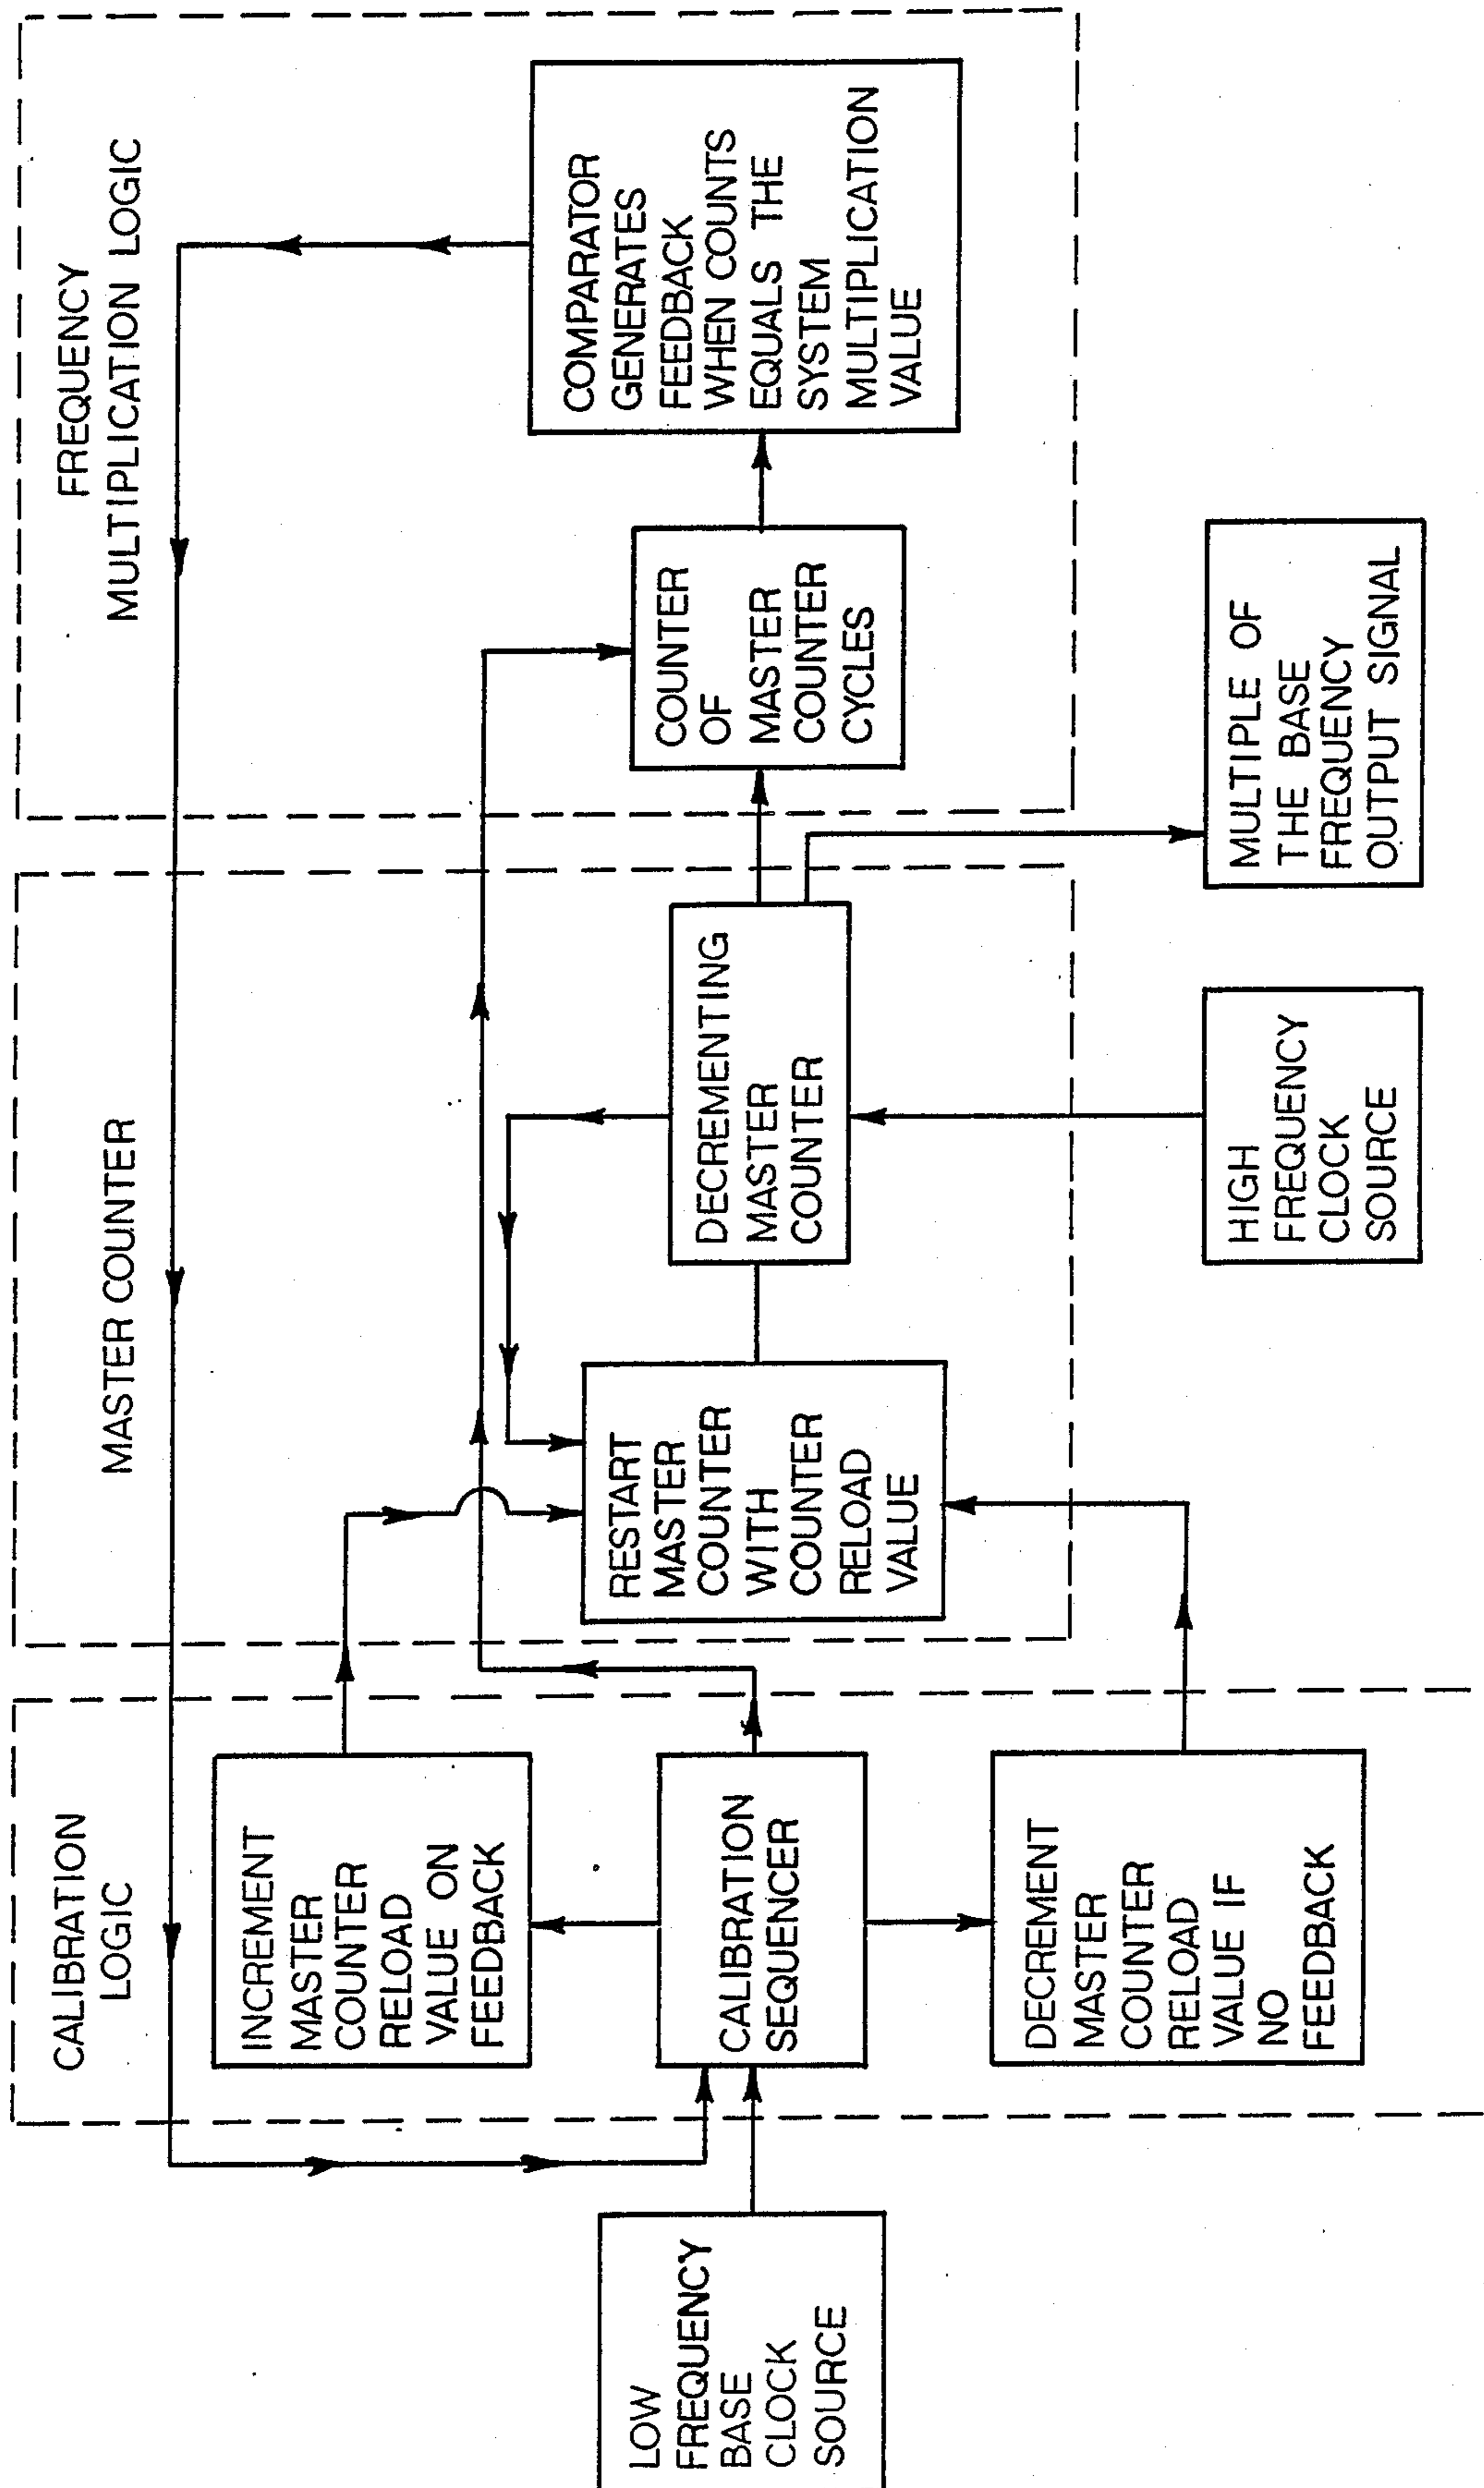 CALIBRATION
LOGIC
MASTER COUNTER
FREQUENCY
MULTIPLICATION LOGIC
LOW
FREQUENCY
BASE
CLOCK
SOURCE
INCREMENT
MASTER
COUNTER
RELOAD
VALUE ON
FEEDBACK
CALIBRATION
SEQUENCER
DECREMENT
MASTER
COUNTER
RELOAD
VALUE IF
NO
FEEDBACK
RESTART
MASTER
COUNTER
WITH
COUNTER
RELOAD
VALUE
DECREMENTING
MASTER
COUNTER
HIGH
FREQUENCY
CLOCK
SOURCE
COUNTER
OF
MASTER
COUNTER
CYCLES
COMPARATOR
GENERATES
FEEDBACK
WHEN COUNTS
EQUALS THE
SYSTEM
MULTIPLICATION
VALUE
MULTIPLE OF
THE BASE
FREQUENCY
OUTPUT SIGNAL